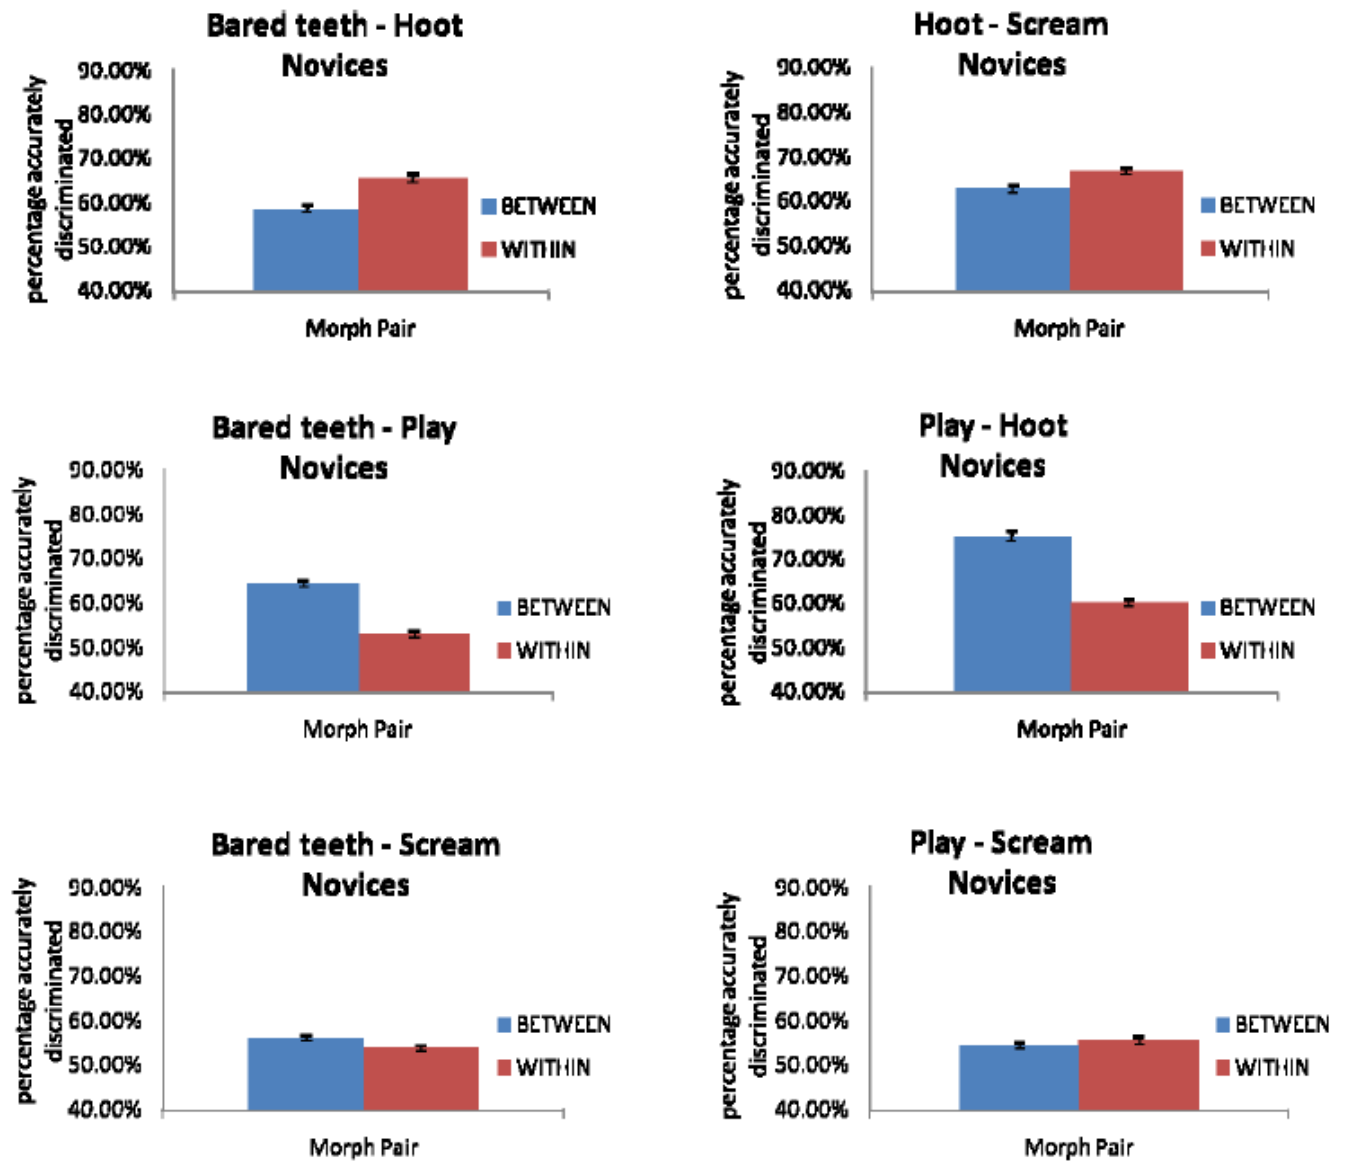 Bared teeth - Hoot
Novices
percentage accurately
discriminated
90.00%
80.00%
70.00%
60.00%
50.00%
40.00%
BETWEEN
WITHIN
Morph Pair
Hoot - Scream
Novices
percentage accurately
discriminated
90.00%
80.00%
70.00%
60.00%
50.00%
40.00%
BETWEEN
WITHIN
Morph Pair
Bared teeth - Play
Novices
percentage accurately
discriminated
90.00%
80.00%
70.00%
60.00%
50.00%
40.00%
BETWEEN
WITHIN
Morph Pair
Play - Hoot
Novices
percentage accurately
discriminated
90.00%
80.00%
70.00%
60.00%
50.00%
40.00%
BETWEEN
WITHIN
Morph Pair
Bared teeth - Scream
Novices
percentage accurately
discriminated
90.00%
80.00%
70.00%
60.00%
50.00%
40.00%
BETWEEN
WITHIN
Morph Pair
Play - Scream
Novices
percentage accurately
discriminated
90.00%
80.00%
70.00%
60.00%
50.00%
40.00%
BETWEEN
WITHIN
Morph Pair